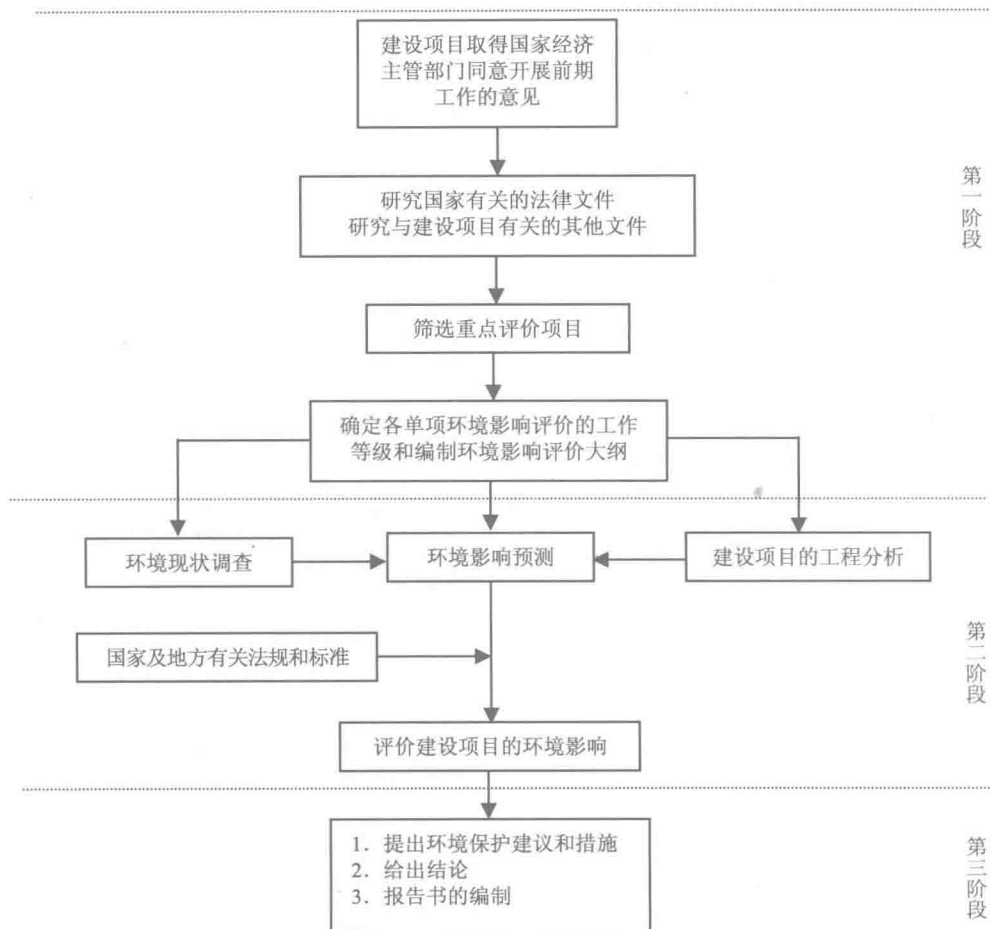 建设项目取得国家经济
主管部门同意开展前期
工作的意见
研究国家有关的法律文件
研究与建设项目有关的其他文件
第一阶段
筛选重点评价项目
确定各单项环境影响评价的工作
等级和编制环境影响评价大纲
环境现状调查
环境影响预测
建设项目的工程分析
国家及地方有关法规和标准
第二阶段
评价建设项目的环境影响
1. 提出环境保护建议和措施
2. 给出结论
3. 报告书的编制
第三阶段